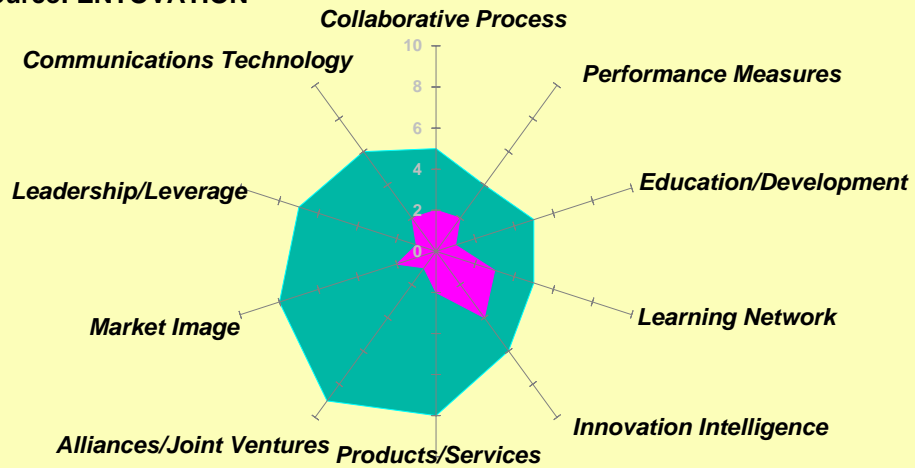 ENTOVATION
Collaborative Process
10
Communications Technology
8
Performance Measures
6
4
Leadership/Leverage
Education/Development
2
0
Market Image
Learning Network
Alliances/Joint Ventures
Products/Services
Innovation Intelligence